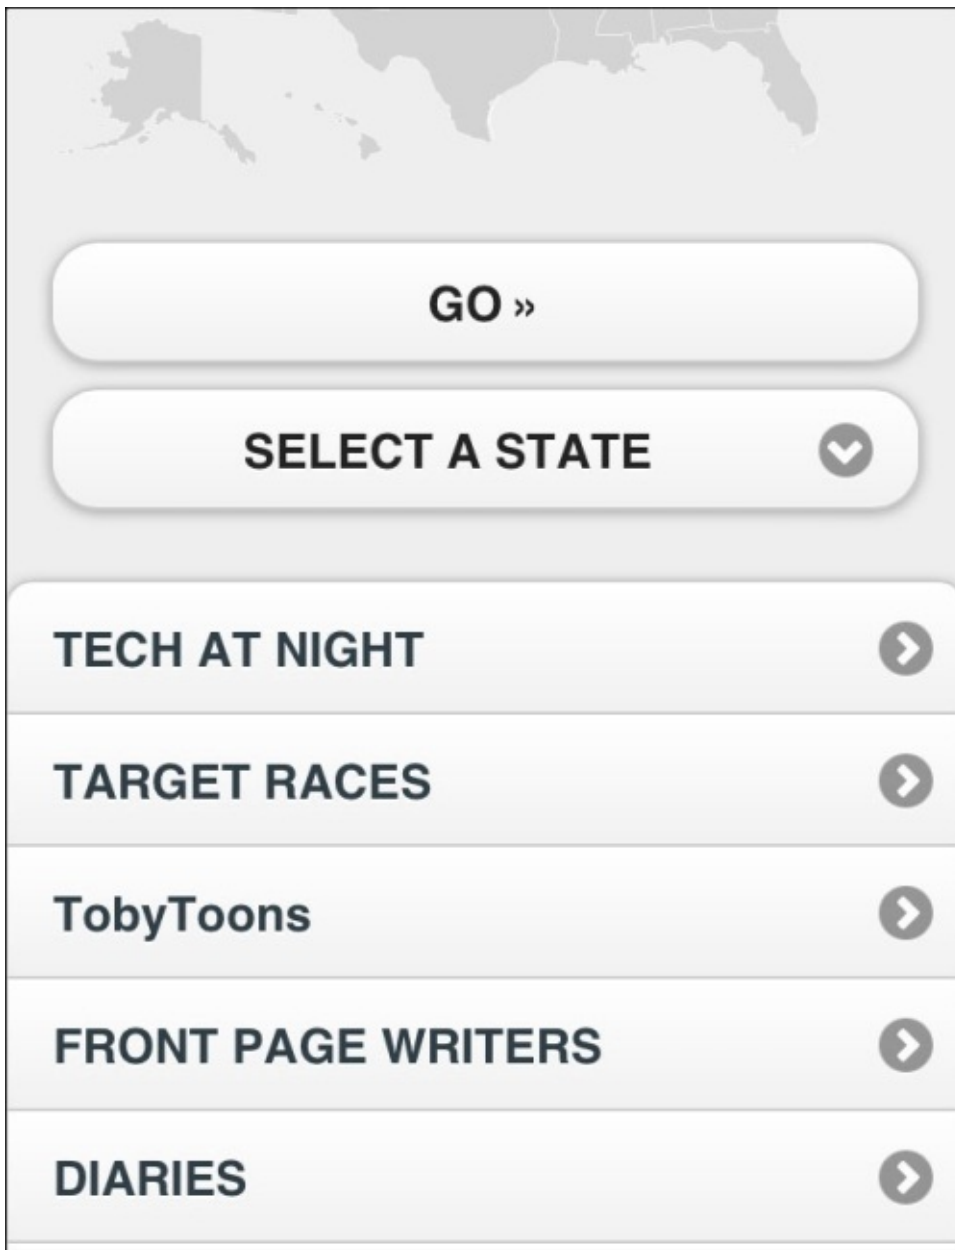 GO »
SELECT A STATE
TECH AT NIGHT
TARGET RACES
TobyToons
FRONT PAGE WRITERS
DIARIES